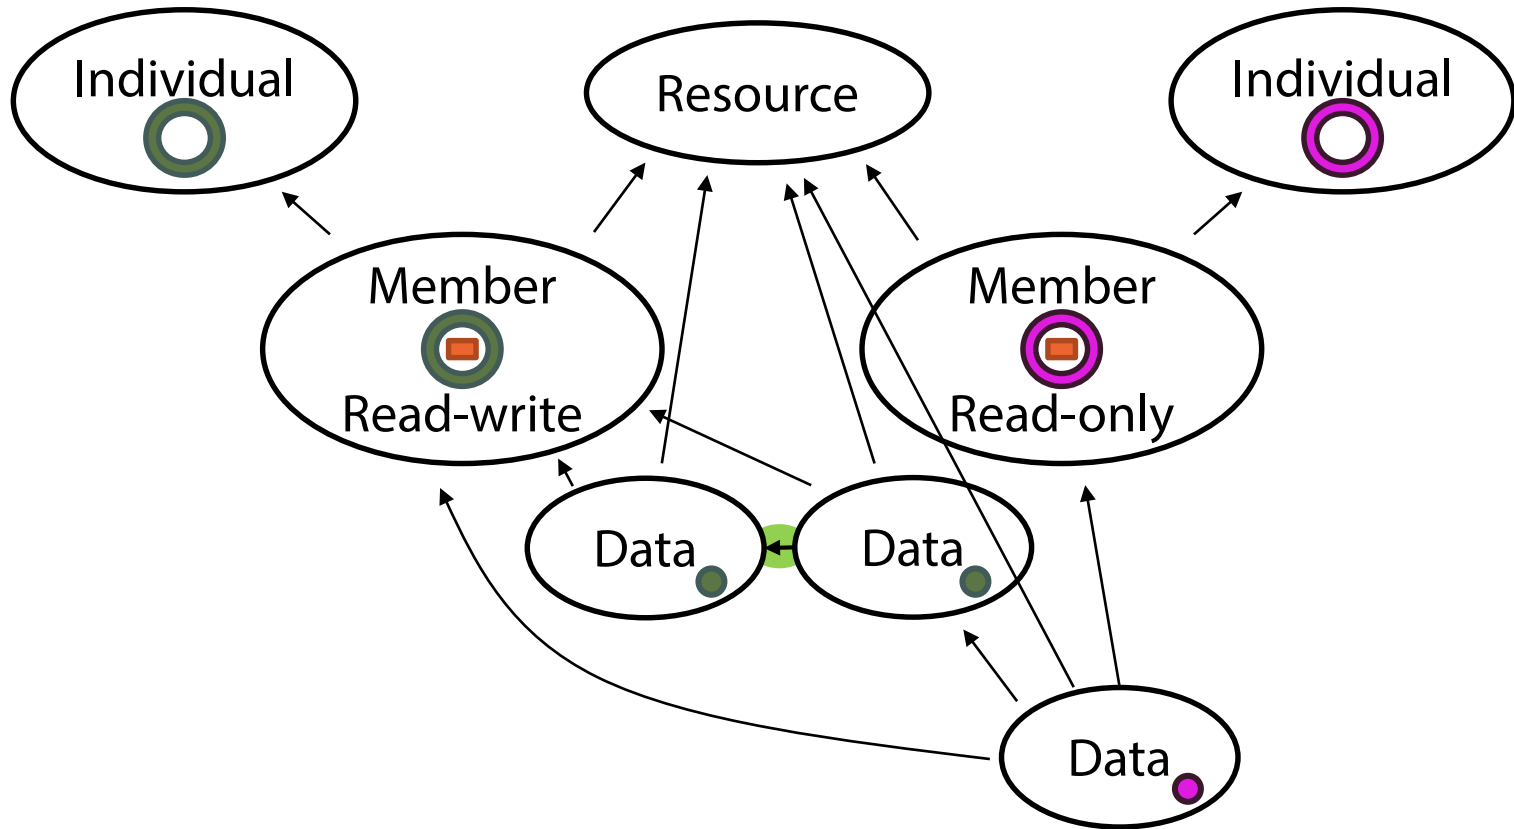 Individual
Resource
Individual
Member
Read-write
Member
Read-only
Data
Data
Data